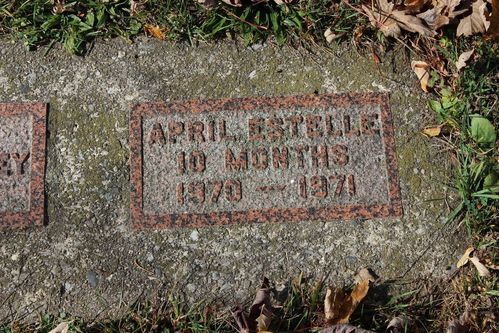 APRIL ESTELLE
10 MONTHS
1970 — 1971